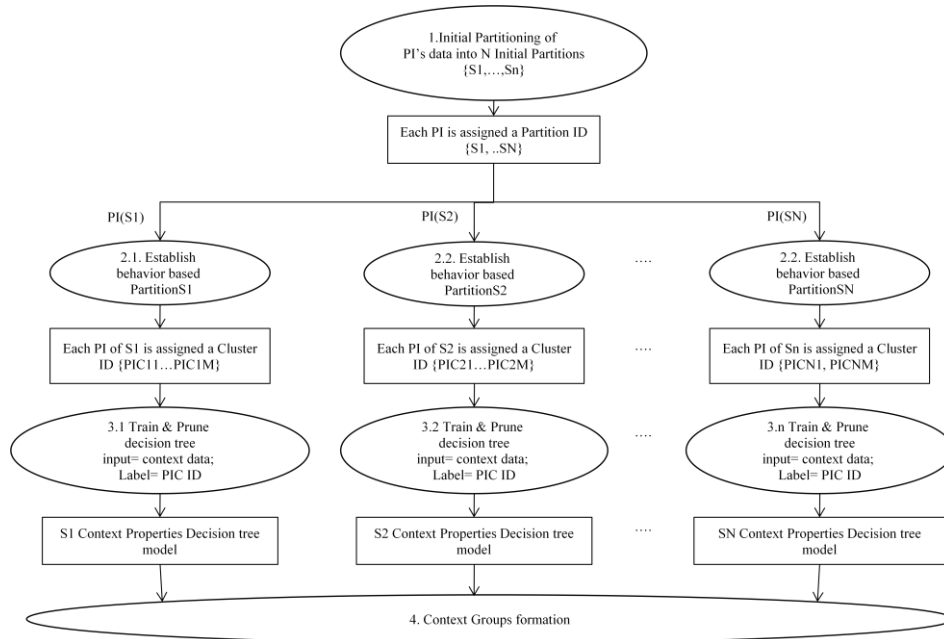 1.Initial Partitioning of
PI's data into N Initial Partitions
{S1,…,Sn}
Each PI is assigned a Partition ID
{S1, ..SN}
PI(S1)
PI(S2)
PI(SN)
2.1. Establish
behavior based
PartitionS1
2.2. Establish
behavior based
PartitionS2
....
2.2. Establish
behavior based
PartitionSN
Each PI of S1 is assigned a Cluster
ID {PIC11…PIC1M}
Each PI of S2 is assigned a Cluster
ID {PIC21…PIC2M}
....
Each PI of Sn is assigned a Cluster
ID {PICN1, PICNM}
3.1 Train & Prune
decision tree
input= context data;
Label= PIC ID
3.2 Train & Prune
decision tree
input= context data;
Label= PIC ID
....
3.n Train & Prune
decision tree
input= context data;
Label= PIC ID
S1 Context Properties Decision tree
model
S2 Context Properties Decision tree
model
....
SN Context Properties Decision tree
model
4. Context Groups formation